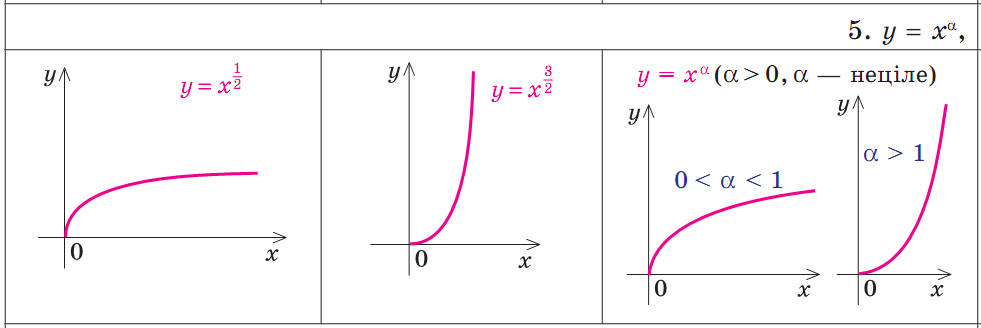 5. y = x^α,
y = x^{1/2}
y
0
x
y = x^{3/2}
y
0
x
y = x^α (α > 0, α — неціле)
y
0 < α < 1
0
x
y
α > 1
0
x